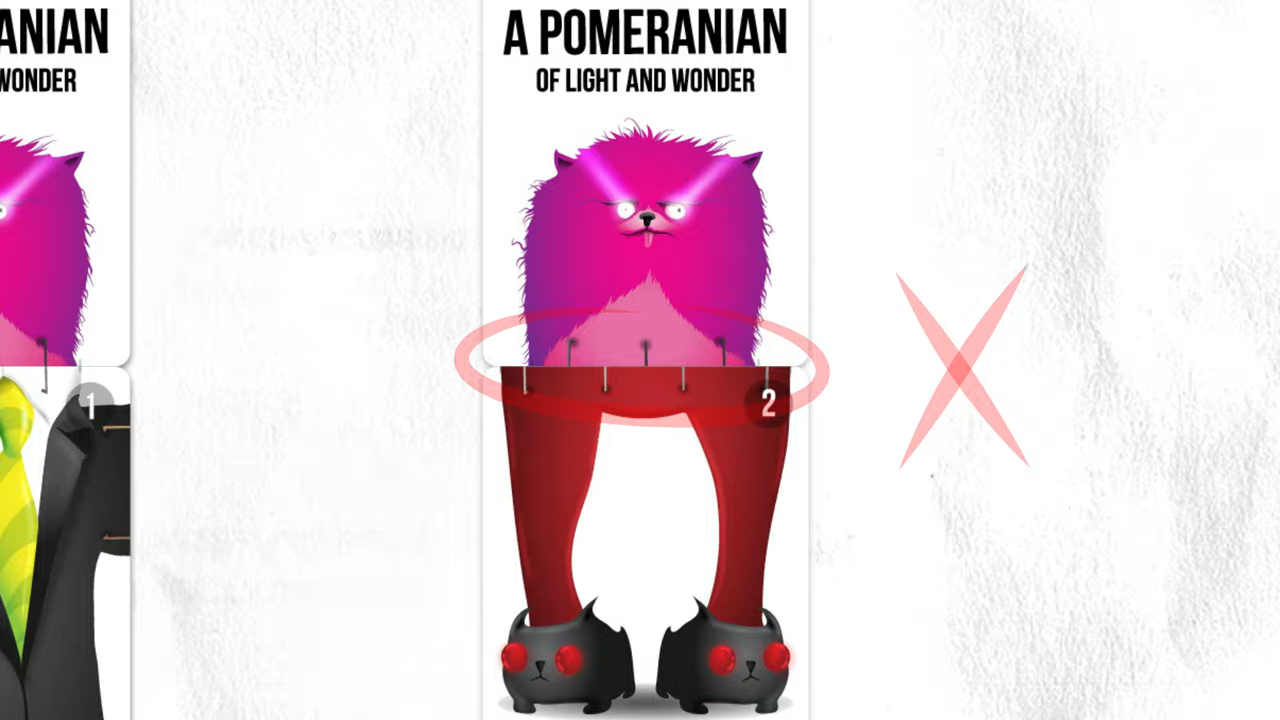 ANIAN
WONDER
1
A POMERANIAN
OF LIGHT AND WONDER
2